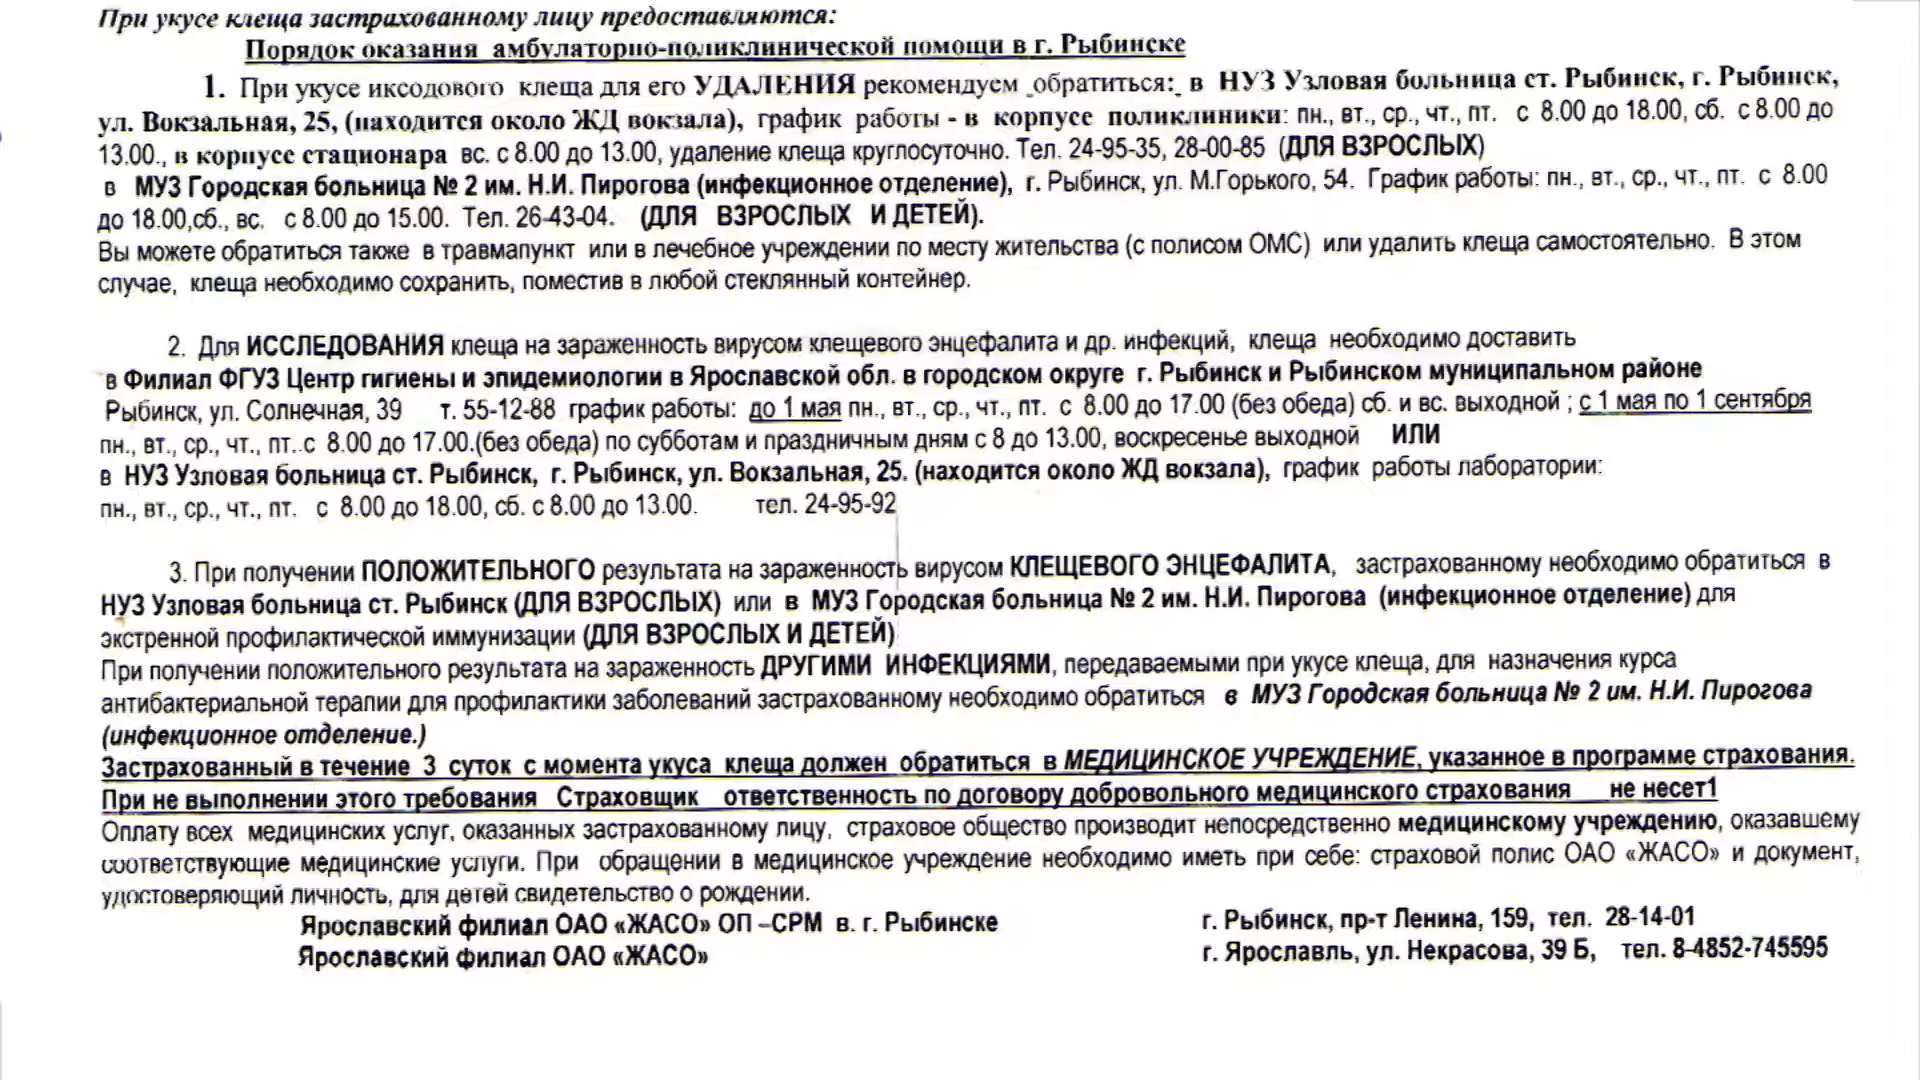 При укусе клеща застрахованному лицу предоставляются:
Порядок оказания амбулаторно-поликлинической помощи в г. Рыбинске
1. При укусе иксодового клеща для его УДАЛЕНИЯ рекомендуем обратиться: в НУЗ Узловая больница ст. Рыбинск, г. Рыбинск,
ул. Вокзальная, 25, (находится около ЖД вокзала), график работы - в корпусе поликлиники: пн., вт., ср., чт., пт. с 8.00 до 18.00, сб. с 8.00 до
13.00., в корпусе стационара вс. с 8.00 до 13.00, удаление клеща круглосуточно. Тел. 24-95-35, 28-00-85 (ДЛЯ ВЗРОСЛЫХ)
в МУЗ Городская больница № 2 им. Н.И. Пирогова (инфекционное отделение), г. Рыбинск, ул. М.Горького, 54. График работы: пн., вт., ср., чт., пт. с 8.00
до 18.00,сб., вс. с 8.00 до 15.00. Тел. 26-43-04. (ДЛЯ ВЗРОСЛЫХ И ДЕТЕЙ).
Вы можете обратиться также в травмапункт или в лечебное учреждении по месту жительства (с полисом ОМС) или удалить клеща самостоятельно. В этом
случае, клеща необходимо сохранить, поместив в любой стеклянный контейнер.
2. Для ИССЛЕДОВАНИЯ клеща на зараженность вирусом клещевого энцефалита и др. инфекций, клеща необходимо доставить
в Филиал ФГУЗ Центр гигиены и эпидемиологии в Ярославской обл. в городском округе г. Рыбинск и Рыбинском муниципальном районе
Рыбинск, ул. Солнечная, 39 т. 55-12-88 график работы: до 1 мая пн., вт., ср., чт., пт. с 8.00 до 17.00 (без обеда) сб. и вс. выходной ; с 1 мая по 1 сентября
пн., вт., ср., чт., пт..с 8.00 до 17.00.(без обеда) по субботам и праздничным дням с 8 до 13.00, воскресенье выходной ИЛИ
в НУЗ Узловая больница ст. Рыбинск, г. Рыбинск, ул. Вокзальная, 25. (находится около ЖД вокзала), график работы лаборатории:
пн., вт., ср., чт., пт. с 8.00 до 18.00, сб. с 8.00 до 13.00. тел. 24-95-92
3. При получении ПОЛОЖИТЕЛЬНОГО результата на зараженность вирусом КЛЕЩЕВОГО ЭНЦЕФАЛИТА, застрахованному необходимо обратиться в
НУЗ Узловая больница ст. Рыбинск (ДЛЯ ВЗРОСЛЫХ) или в МУЗ Городская больница № 2 им. Н.И. Пирогова (инфекционное отделение) для
экстренной профилактической иммунизации (ДЛЯ ВЗРОСЛЫХ И ДЕТЕЙ)
При получении положительного результата на зараженность ДРУГИМИ ИНФЕКЦИЯМИ, передаваемыми при укусе клеща, для назначения курса
антибактериальной терапии для профилактики заболеваний застрахованному необходимо обратиться в МУЗ Городская больница № 2 им. Н.И. Пирогова
(инфекционное отделение.)
Застрахованный в течение 3 суток с момента укуса клеща должен обратиться в МЕДИЦИНСКОЕ УЧРЕЖДЕНИЕ, указанное в программе страхования.
При не выполнении этого требования Страховщик ответственность по договору добровольного медицинского страхования не несет1
Оплату всех медицинских услуг, оказанных застрахованному лицу, страховое общество производит непосредственно медицинскому учреждению, оказавшему
соответствующие медицинские услуги. При обращении в медицинское учреждение необходимо иметь при себе: страховой полис ОАО «ЖАСО» и документ,
удостоверяющий личность, для детей свидетельство о рождении.
Ярославский филиал ОАО «ЖАСО» ОП –СРМ в. г. Рыбинске г. Рыбинск, пр-т Ленина, 159, тел. 28-14-01
Ярославский филиал ОАО «ЖАСО» г. Ярославль, ул. Некрасова, 39 Б, тел. 8-4852-745595